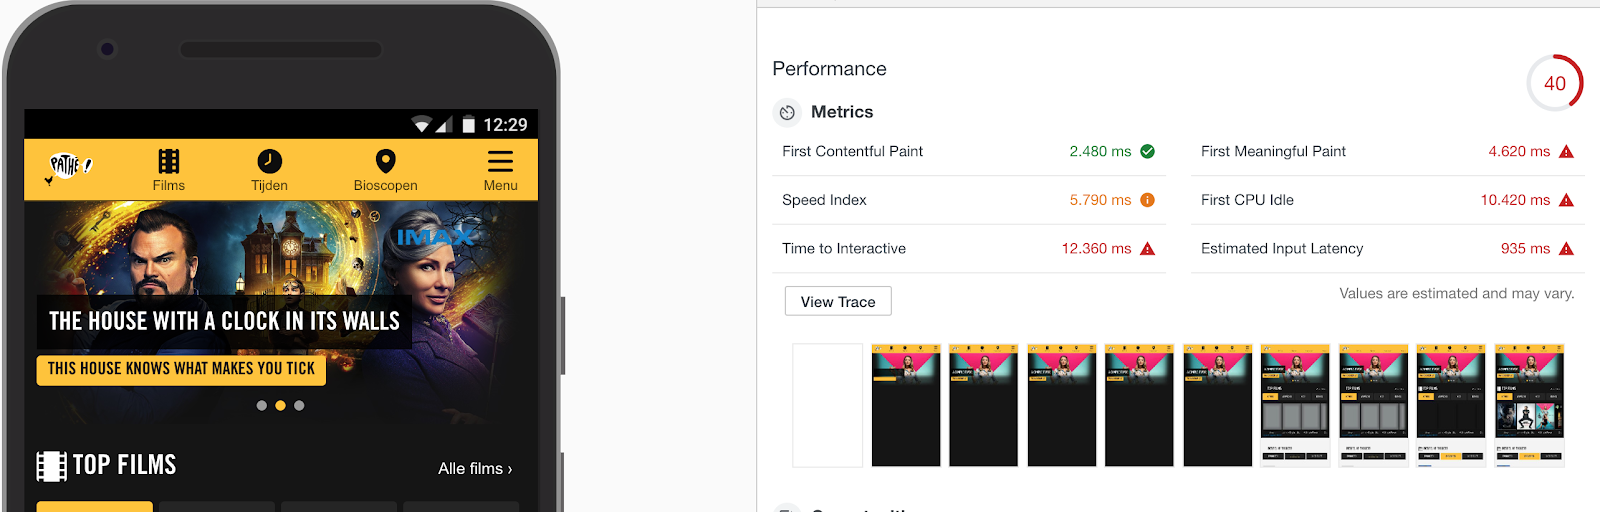 12:29
PATHÉ!
Films
Tijden
Bioscopen
Menu
IMAX
THE HOUSE WITH A CLOCK IN ITS WALLS
THIS HOUSE KNOWS WHAT MAKES YOU TICK
TOP FILMS
Alle films ›
Performance
40
Metrics
First Contentful Paint 2.480 ms
First Meaningful Paint 4.620 ms
Speed Index 5.790 ms
First CPU Idle 10.420 ms
Time to Interactive 12.360 ms
Estimated Input Latency 935 ms
View Trace
Values are estimated and may vary.